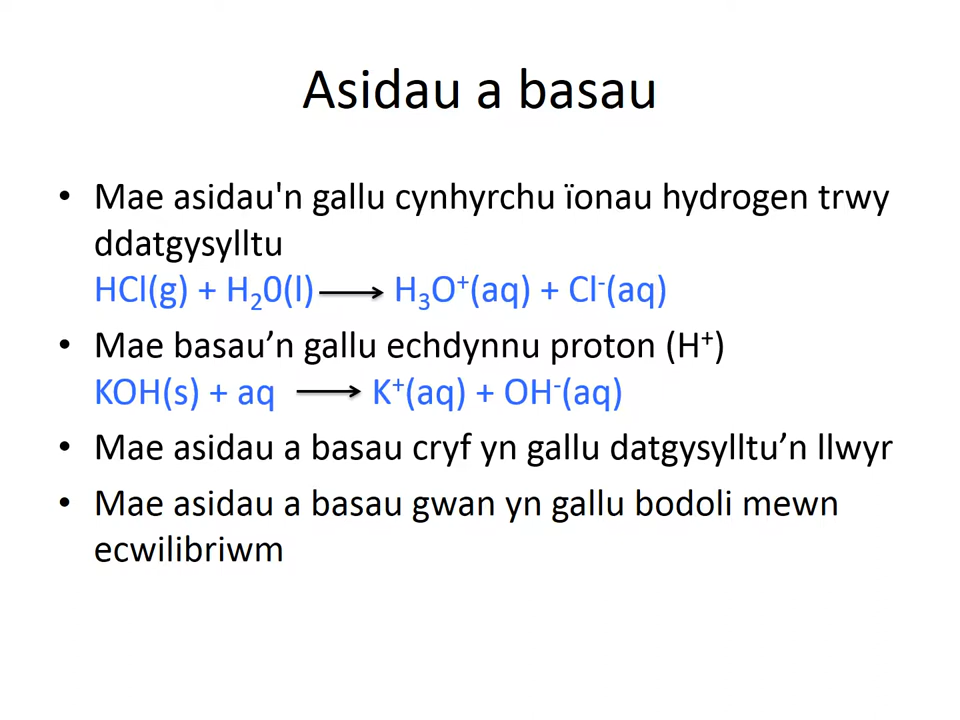 Asidau a basau
• Mae asidau'n gallu cynhyrchu ïonau hydrogen trwy
ddatgysylltu
HCl(g) + H₂0(l) ⟶ H₃O⁺(aq) + Cl⁻(aq)
• Mae basau’n gallu echdynnu proton (H⁺)
KOH(s) + aq ⟶ K⁺(aq) + OH⁻(aq)
• Mae asidau a basau cryf yn gallu datgysylltu’n llwyr
• Mae asidau a basau gwan yn gallu bodoli mewn
ecwilibriwm